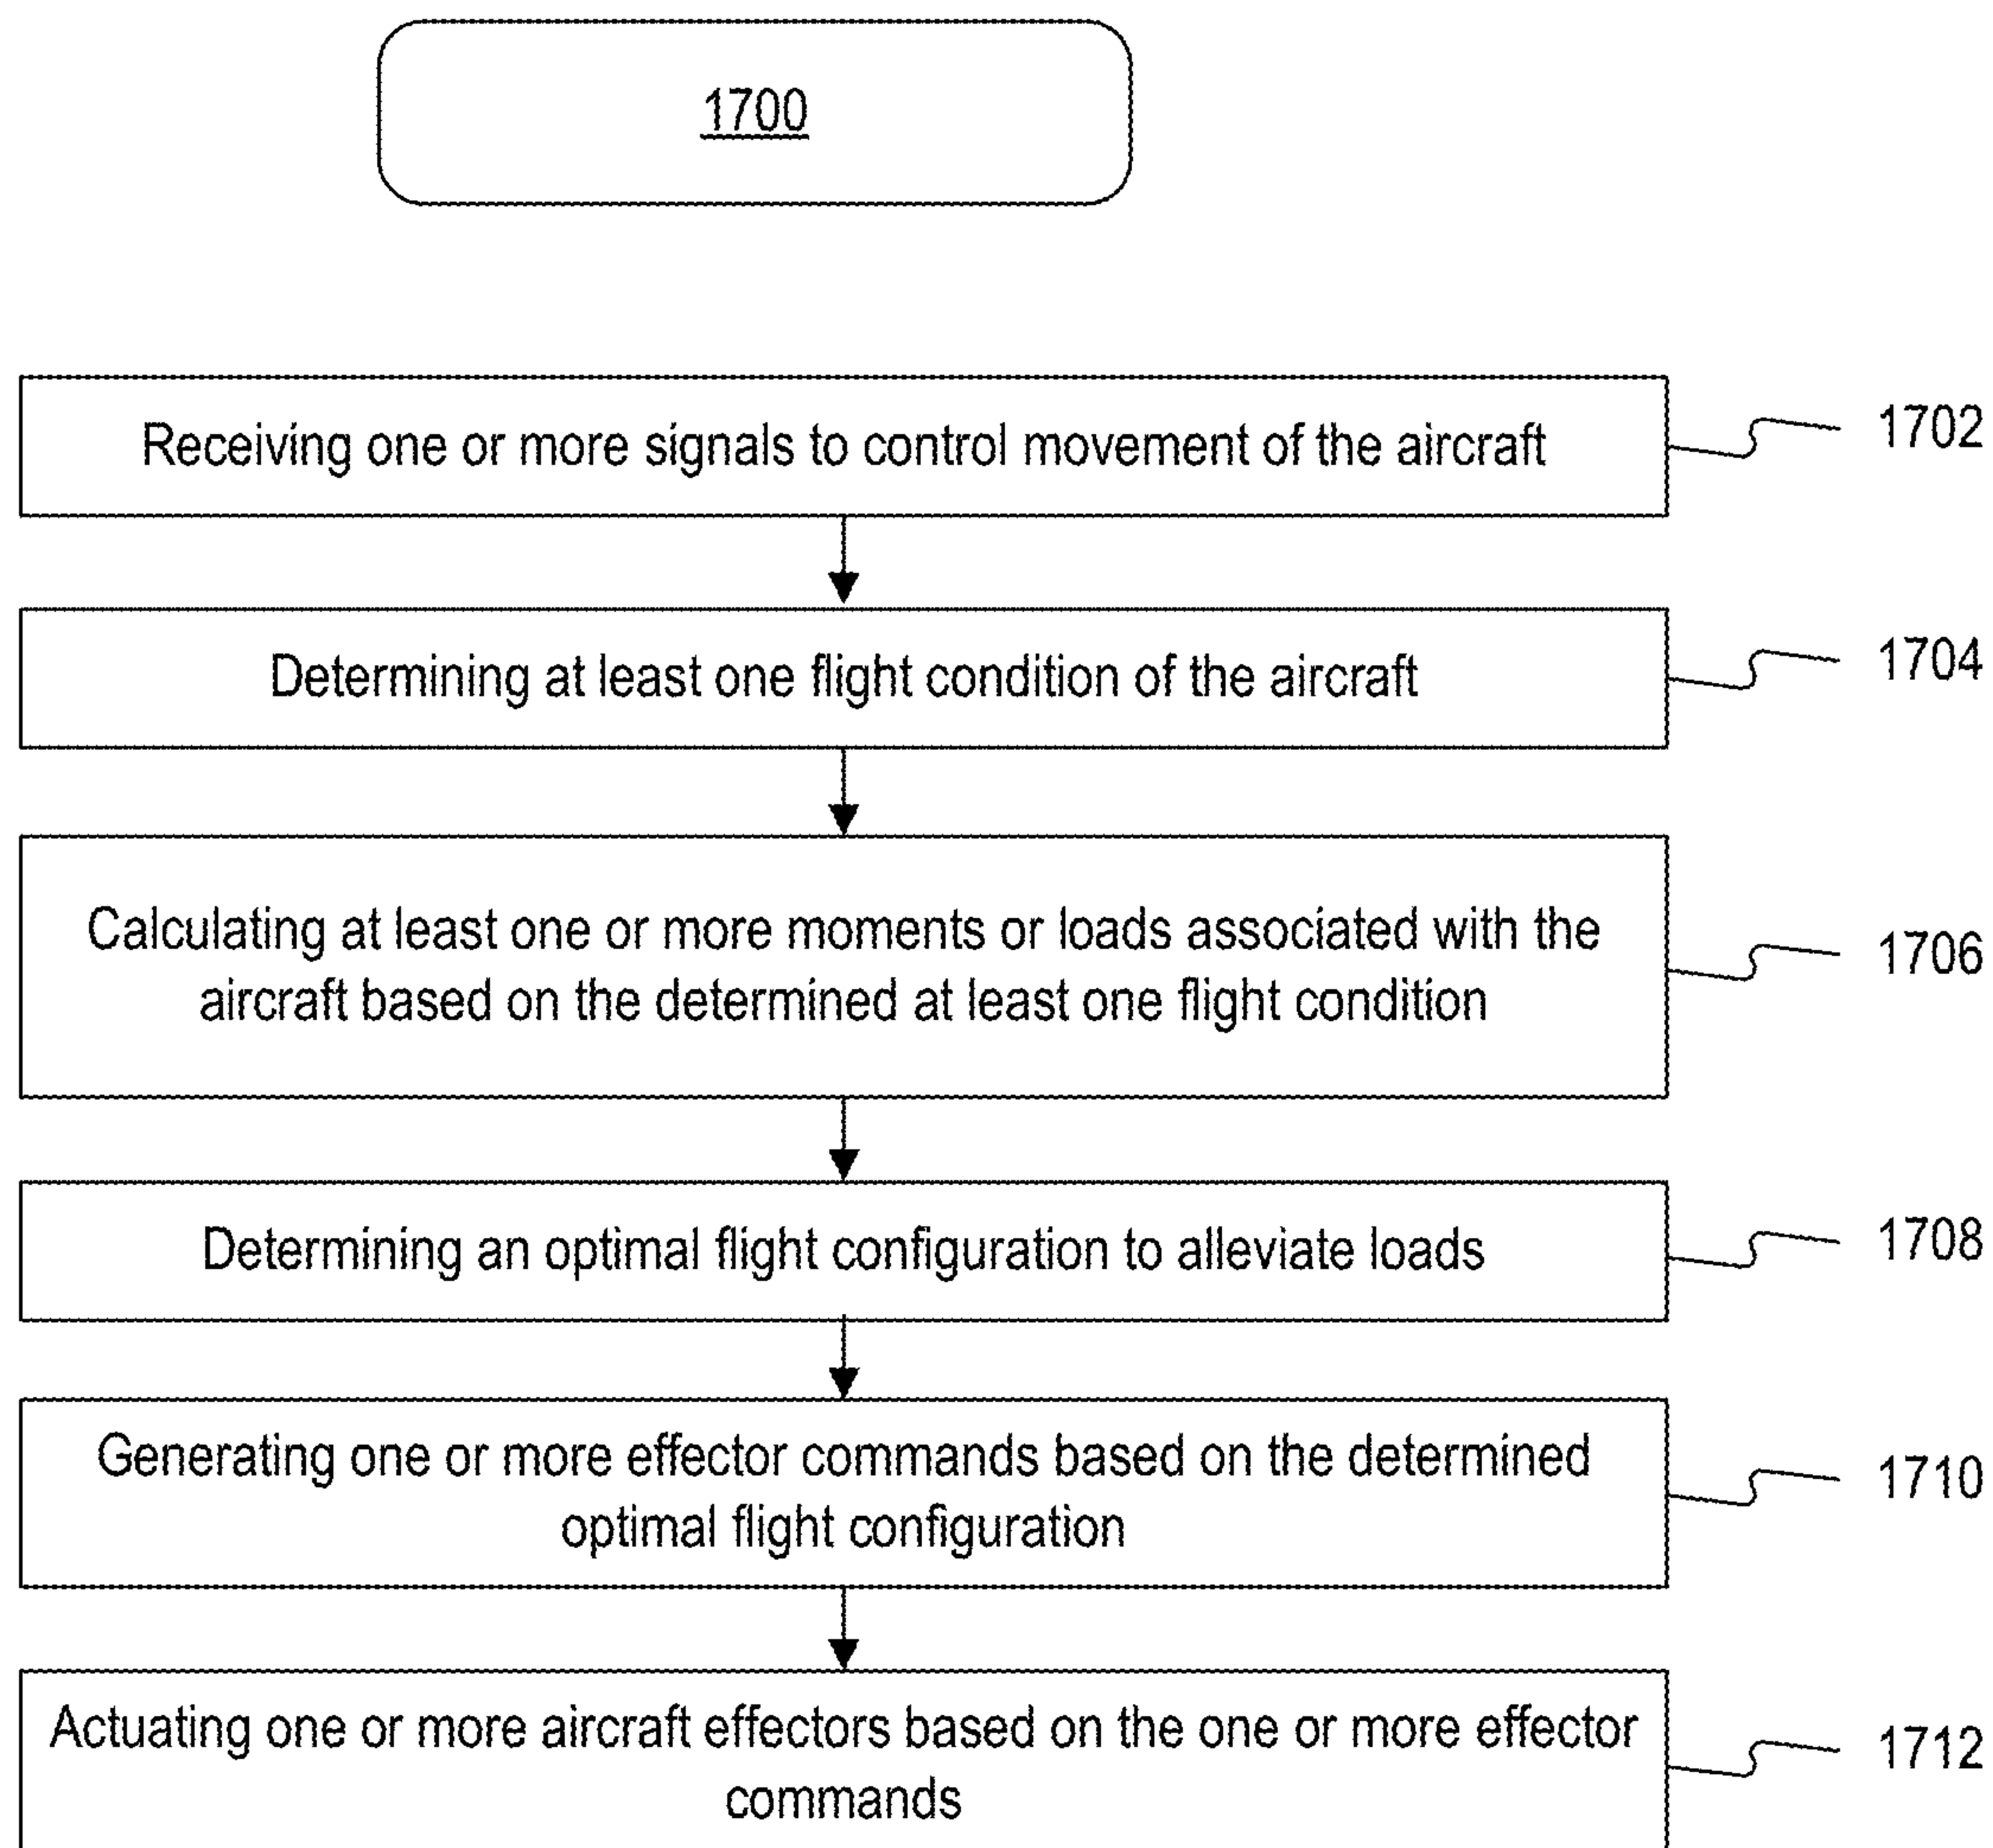 1700
Receiving one or more signals to control movement of the aircraft
1702
Determining at least one flight condition of the aircraft
1704
Calculating at least one or more moments or loads associated with the
aircraft based on the determined at least one flight condition
1706
Determining an optimal flight configuration to alleviate loads
1708
Generating one or more effector commands based on the determined
optimal flight configuration
1710
Actuating one or more aircraft effectors based on the one or more effector
commands
1712